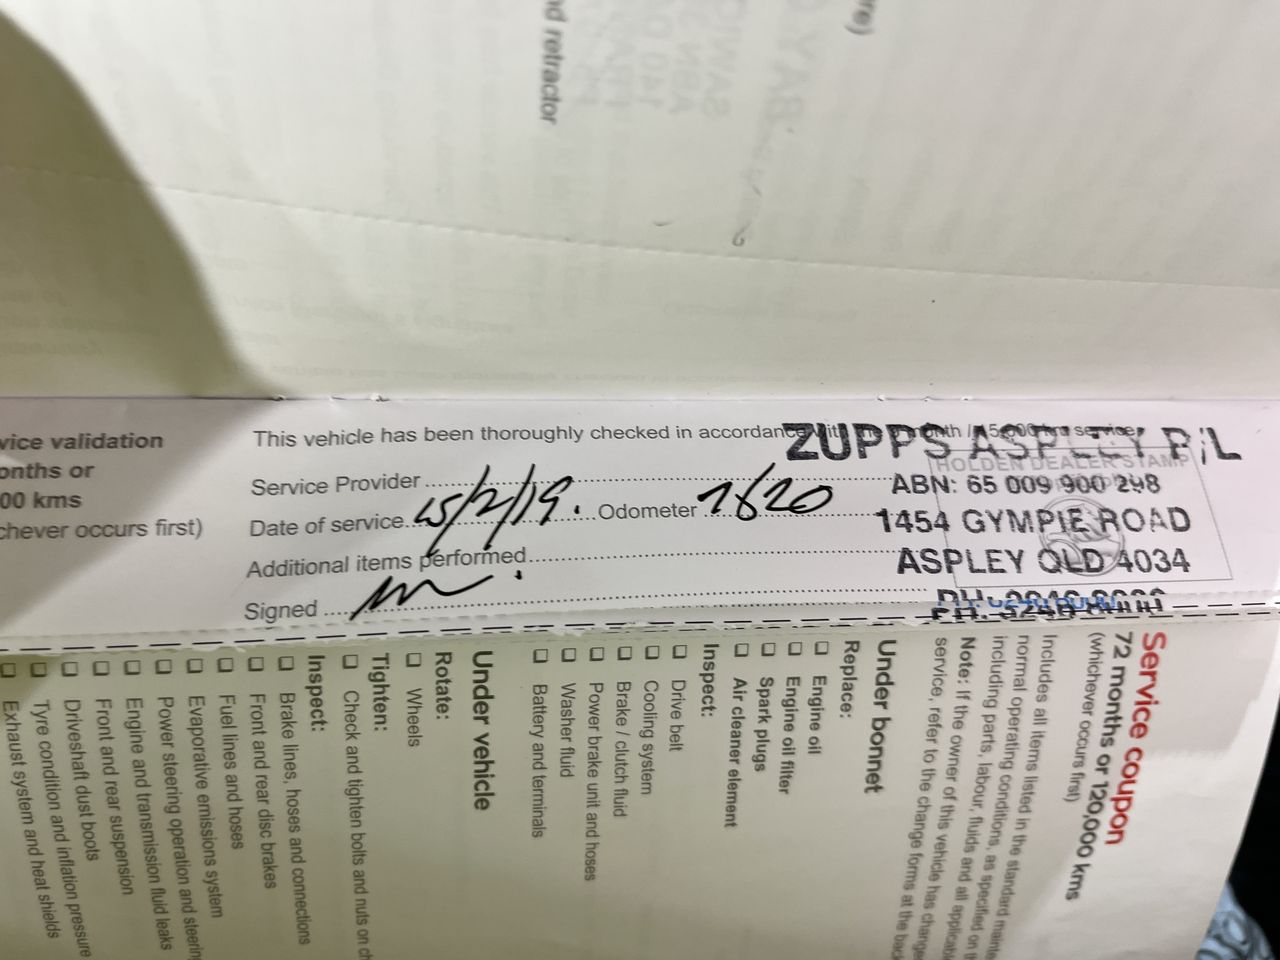 re)
nd retractor
vice validation
onths or
00 kms
chever occurs first)
This vehicle has been thoroughly checked in accordance
Service Provider
Date of service 15/2/19. Odometer
Additional items performed
Signed
ZUPPS ASPLEY P/L
HOLDEN DEALER STAMP
ABN: 65 009 900 248
1454 GYMPIE ROAD
ASPLEY QLD 4034
Service coupon
72 months or 120,000 kms
(whichever occurs first)
Includes all items listed in the standard mainte
normal operating conditions, as specified on th
including parts, labour, fluids and all applicabl
Note: If the owner of this vehicle has change
service, refer to the change forms at the back
Under bonnet
Replace:
Engine oil
Engine oil filter
Spark plugs
Air cleaner element
Inspect:
Drive belt
Cooling system
Brake / clutch fluid
Power brake unit and hoses
Washer fluid
Battery and terminals
Under vehicle
Rotate:
Wheels
Tighten:
Check and tighten bolts and nuts on ch
Inspect:
Brake lines, hoses and connections
Front and rear disc brakes
Fuel lines and hoses
Evaporative emissions system
Power steering operation and steering
Engine and transmission fluid leaks
Front and rear suspension
Driveshaft dust boots
Tyre condition and inflation pressure
Exhaust system and heat shields